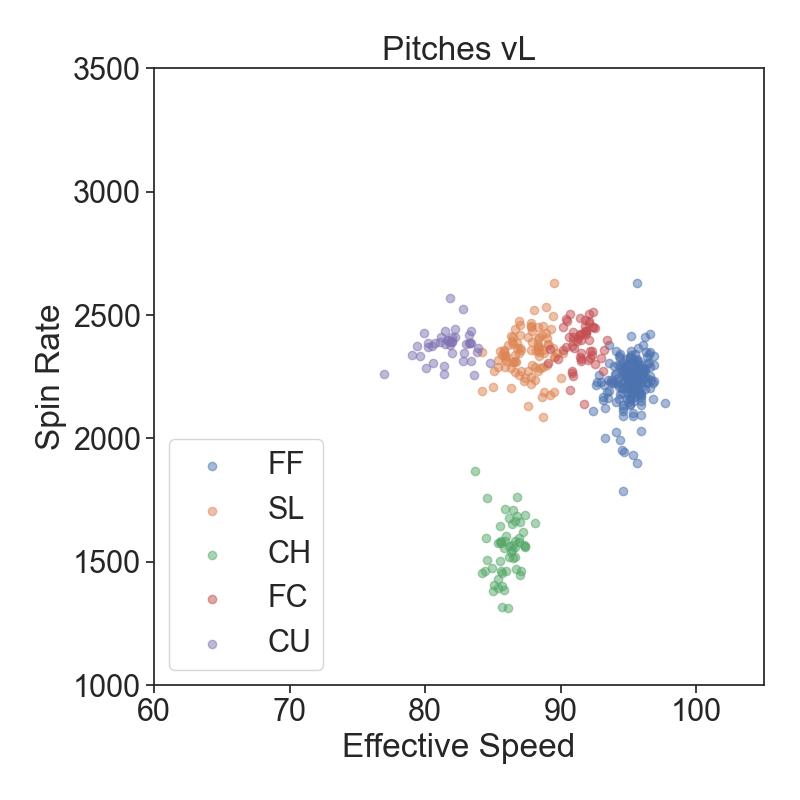 Pitches vL
3500
3000
2500
2000
1500
1000
Spin Rate
FF
SL
CH
FC
CU
60 70 80 90 100
Effective Speed